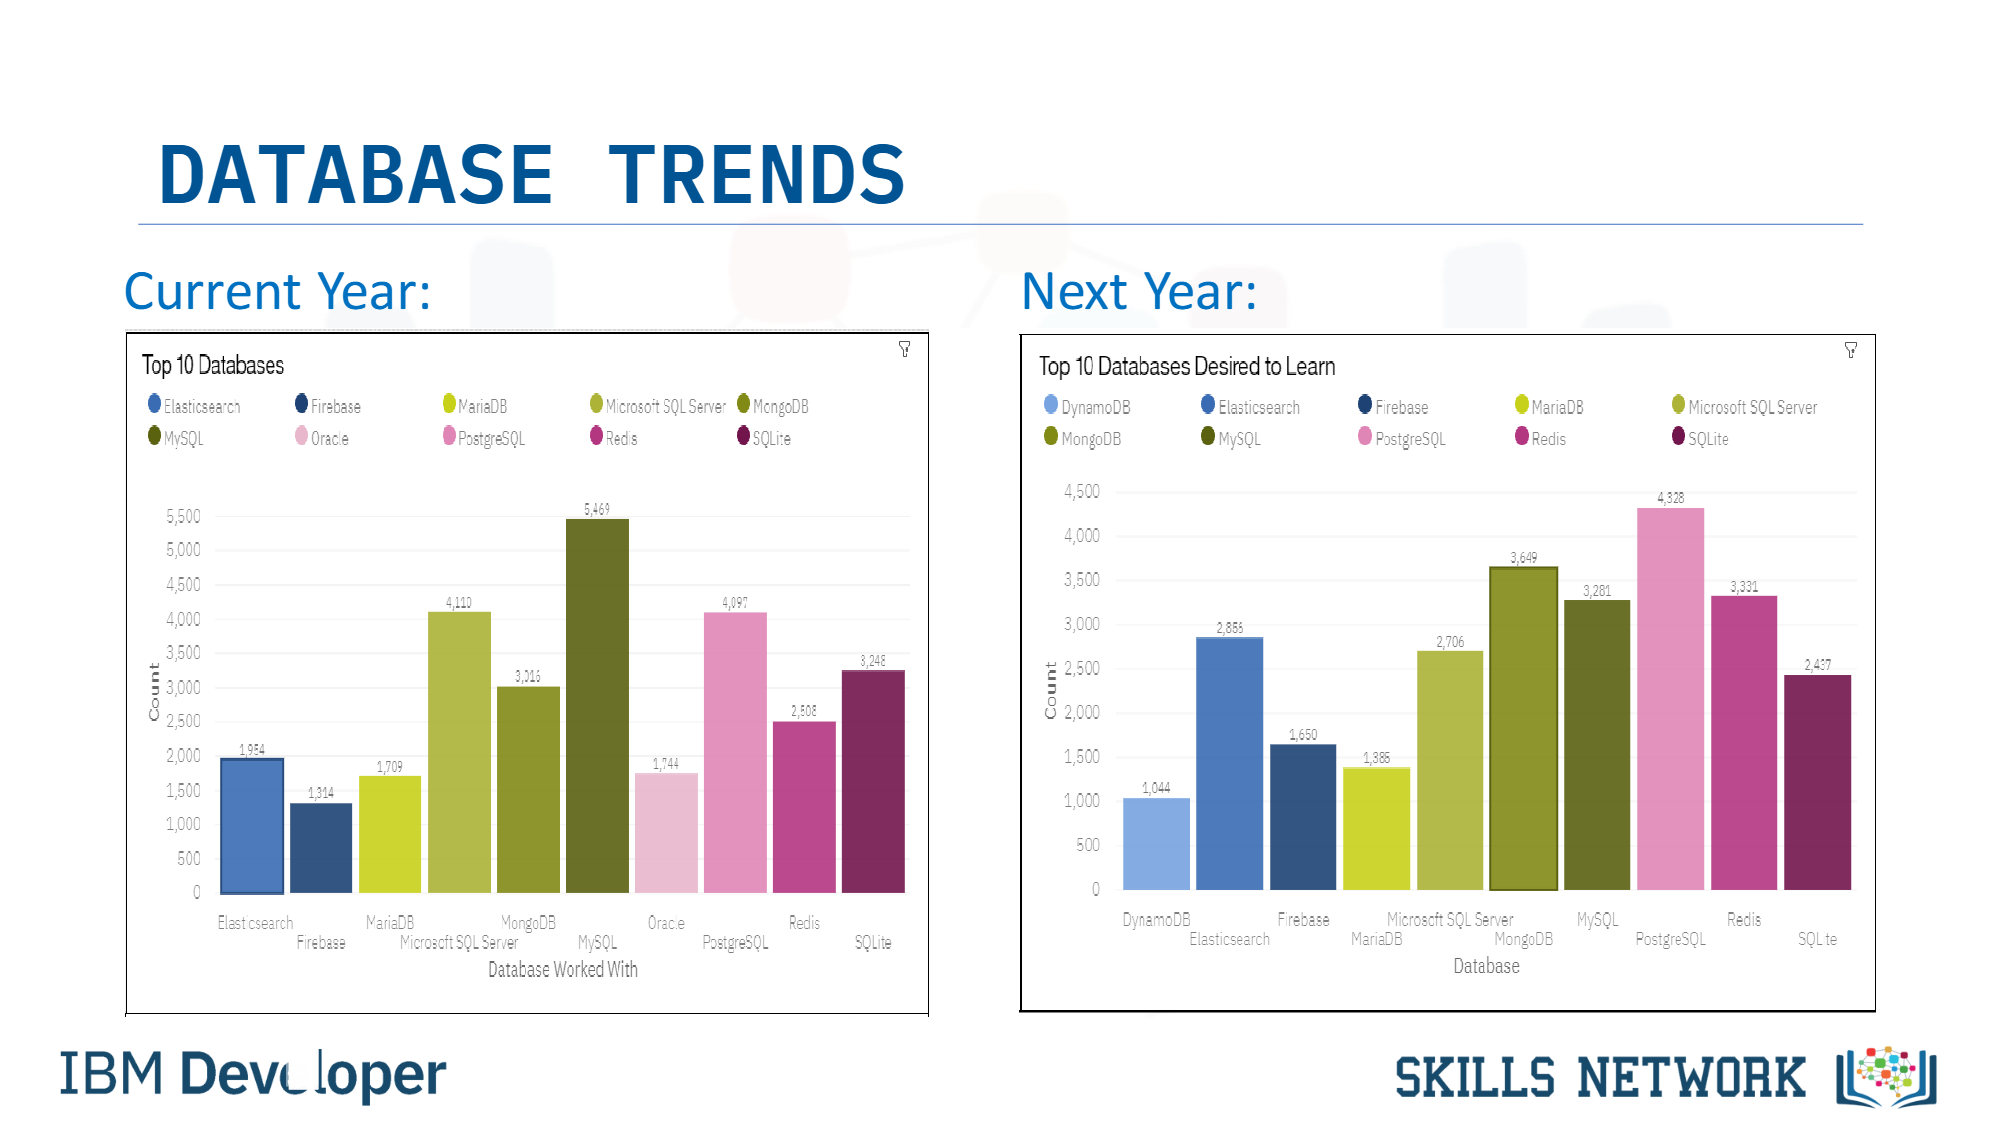 DATABASE TRENDS
Current Year:
Top 10 Databases
Elasticsearch Firebase MariaDB Microsoft SQL Server MongoDB
MySQL Oracle PostgreSQL Redis SQLite
5,500
5,000
4,500
4,000
3,500
3,000
2,500
2,000
1,500
1,000
500
0
Count
1,954 1,314 1,709 4,110 3,016 5,469 1,744 4,097 2,508 3,248
Elasticsearch MariaDB MongoDB Oracle Redis
Firebase Microsoft SQL Server MySQL PostgreSQL SQLite
Database Worked With
Next Year:
Top 10 Databases Desired to Learn
DynamoDB Elasticsearch Firebase MariaDB Microsoft SQL Server
MongoDB MySQL PostgreSQL Redis SQLite
4,500
4,000
3,500
3,000
2,500
2,000
1,500
1,000
500
0
Count
1,044 2,856 1,650 1,385 2,706 3,649 3,281 4,328 3,331 2,437
DynamoDB Firebase Microsoft SQL Server MySQL Redis
Elasticsearch MariaDB MongoDB PostgreSQL SQLite
Database
IBM Developer
SKILLS NETWORK